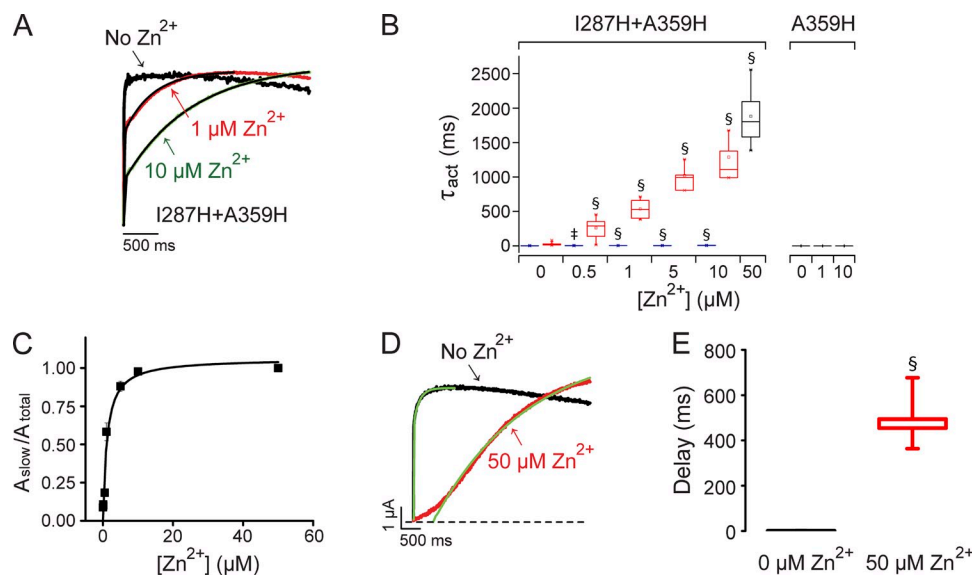 A
No Zn2+
1 µM Zn2+
10 µM Zn2+
I287H+A359H
500 ms
B
I287H+A359H
A359H
τact (ms)
2500
2000
1500
1000
500
0
‡ § § § § § § § §
0 0.5 1 5 10 50
0 1 10
[Zn2+] (µM)
C
Aslow/Atotal
1.00
0.75
0.50
0.25
0.00
0 20 40 60
[Zn2+] (µM)
D
No Zn2+
50 µM Zn2+
1 µA
500 ms
E
Delay (ms)
800
600
400
200
0
§
0 µM Zn2+ 50 µM Zn2+